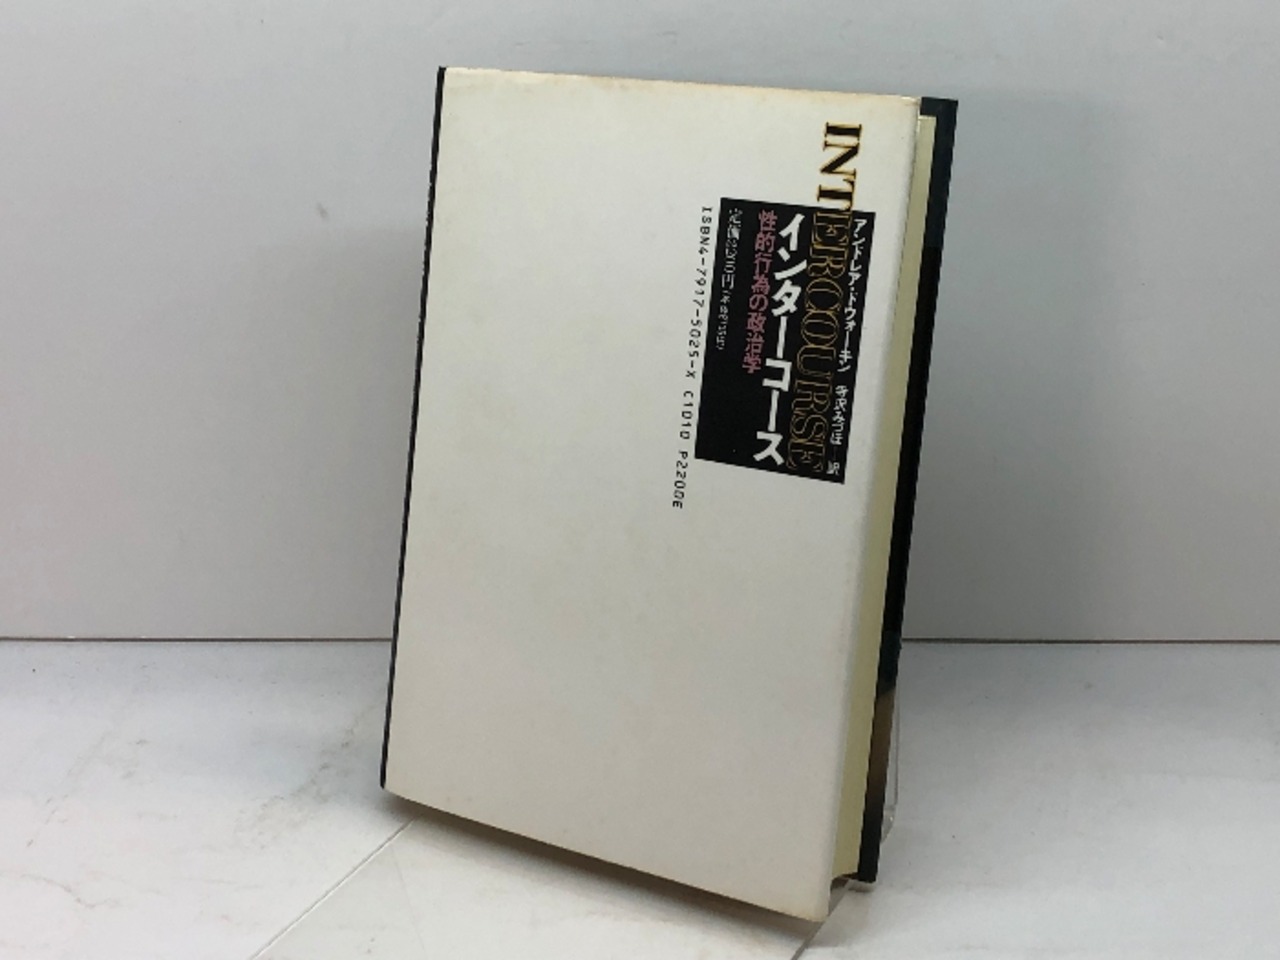 INTERCOURSE
アンドレア・ドウォーキン 寺沢みづほ 訳
インターコース
性的行為の政治学
ISBN4-7917-5025-X C1010 P2200E